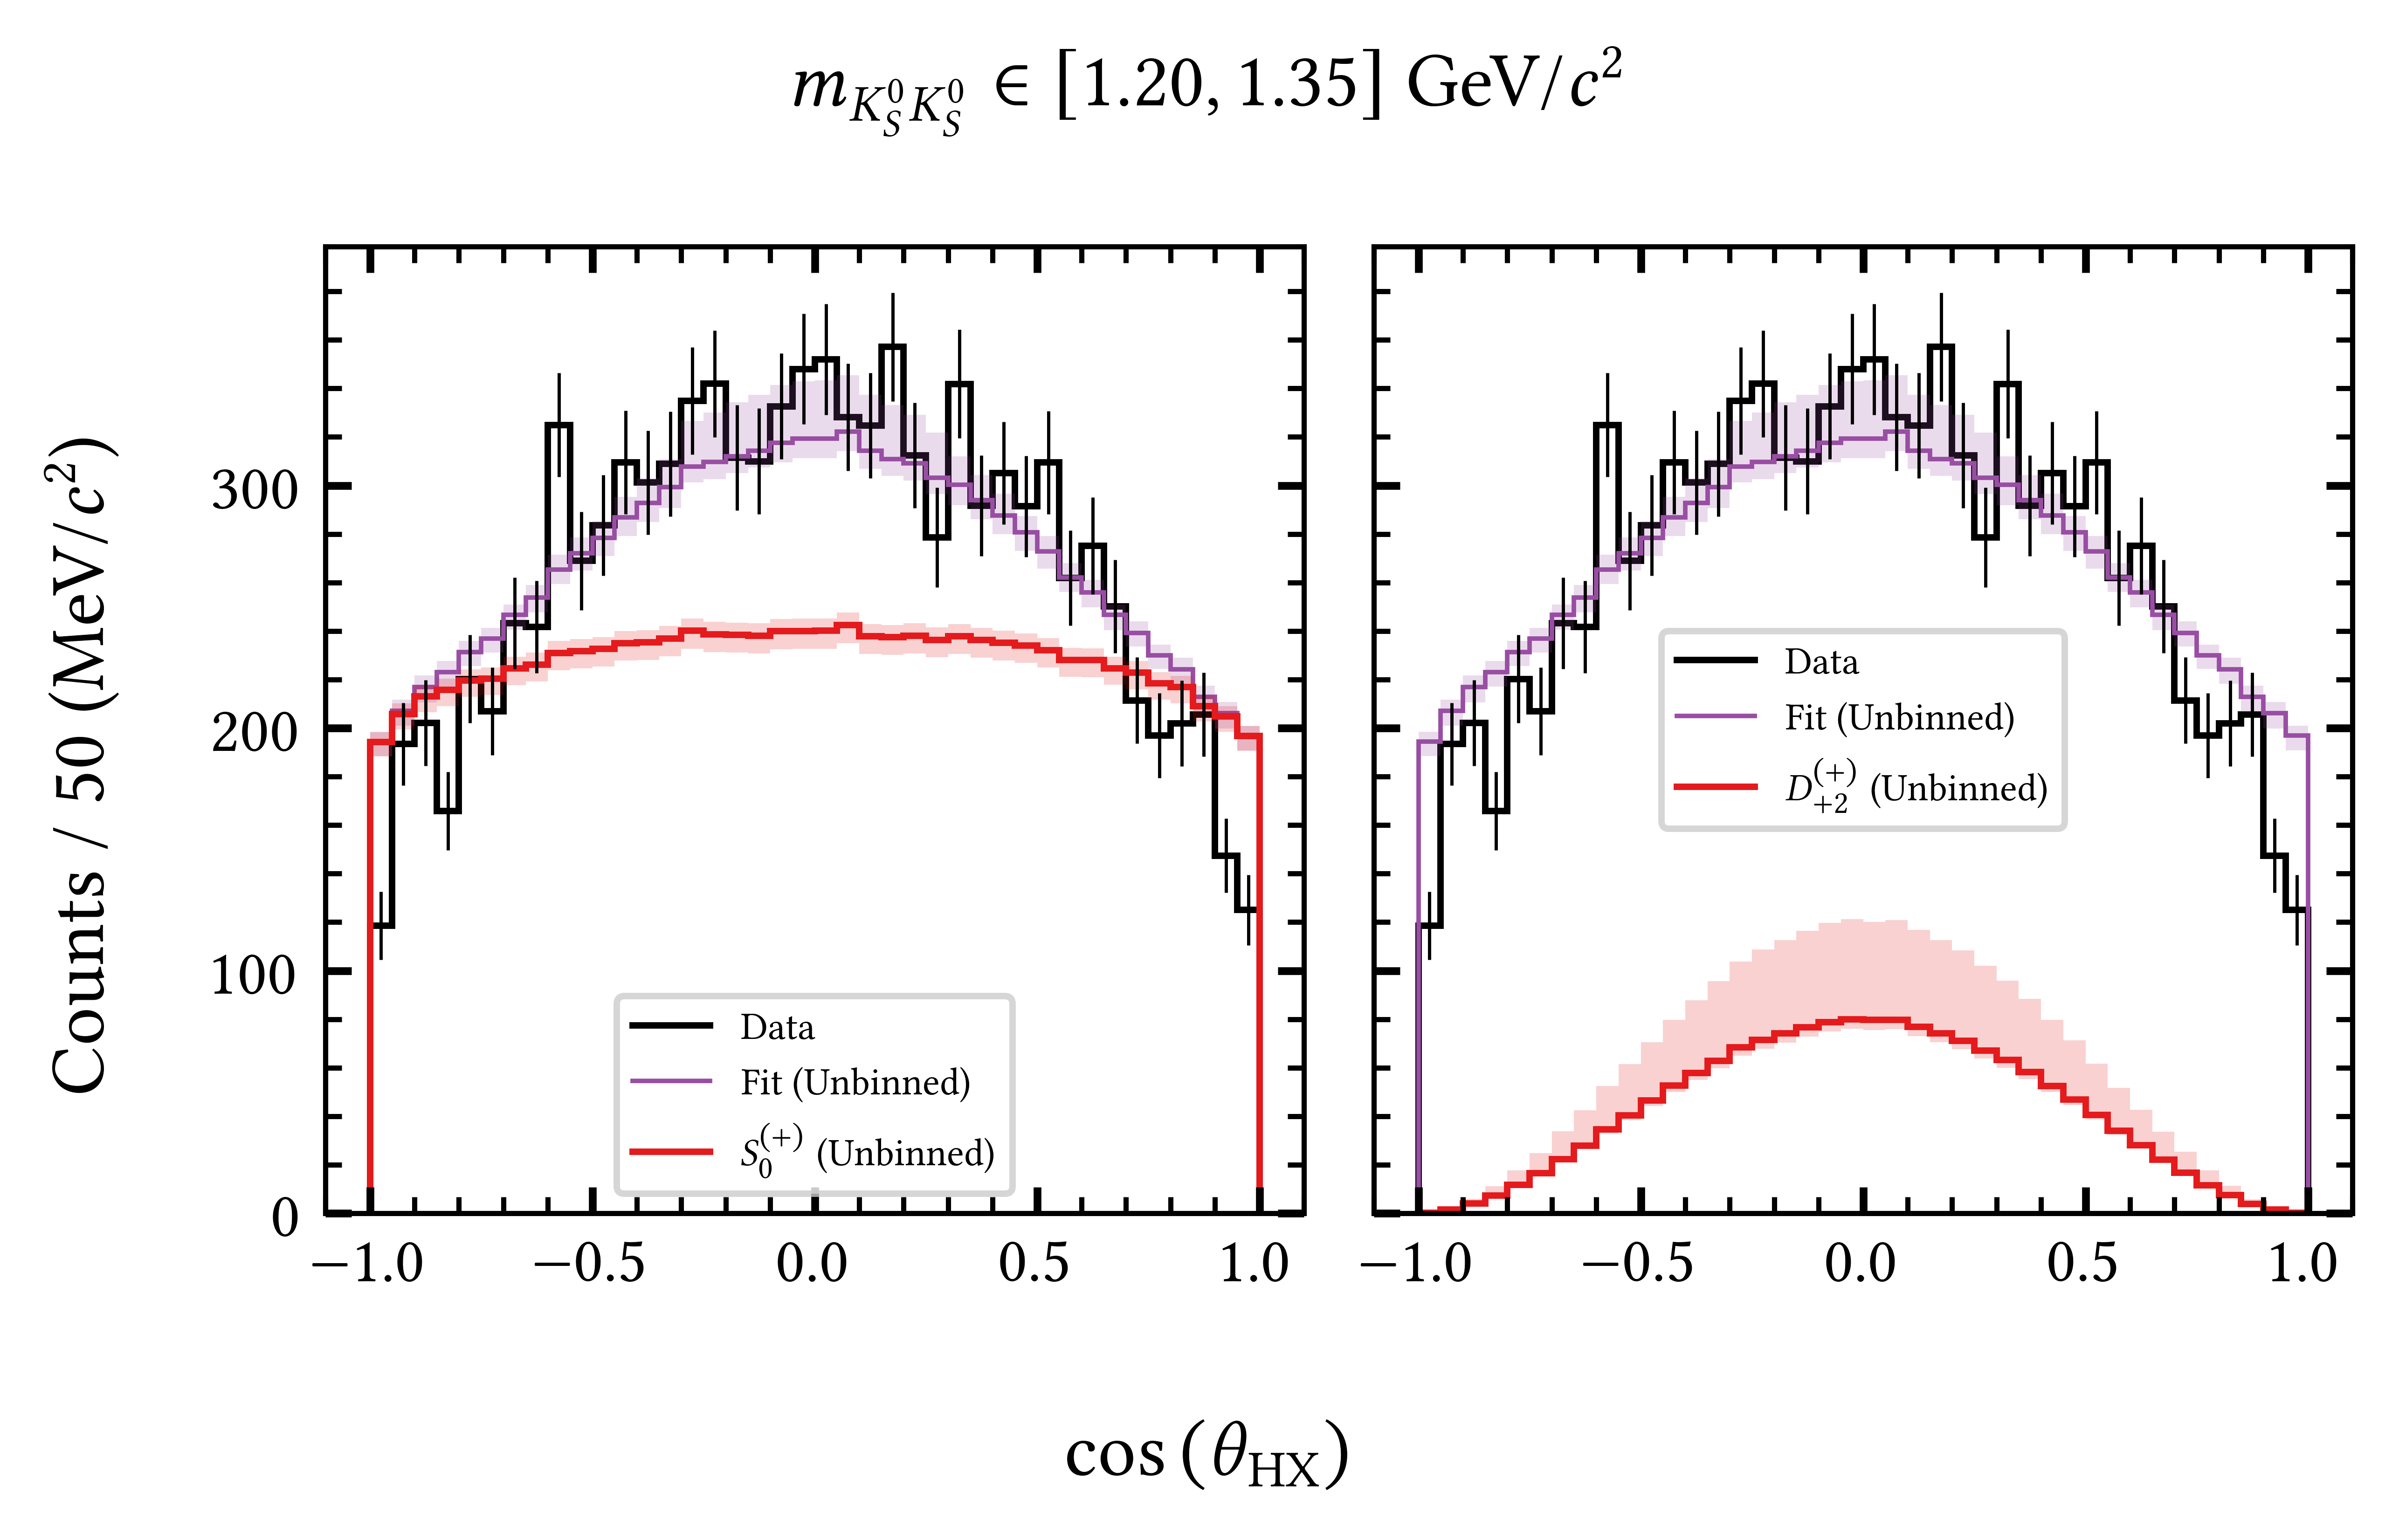 m_{K_S^0 K_S^0} ∈ [1.20, 1.35] GeV/c²
Counts / 50 (MeV/c²)
300
200
100
0
Data
Fit (Unbinned)
S_0^{(+)} (Unbinned)
Data
Fit (Unbinned)
D_{+2}^{(+)} (Unbinned)
−1.0 −0.5 0.0 0.5 1.0
−1.0 −0.5 0.0 0.5 1.0
cos (θ_{HX})